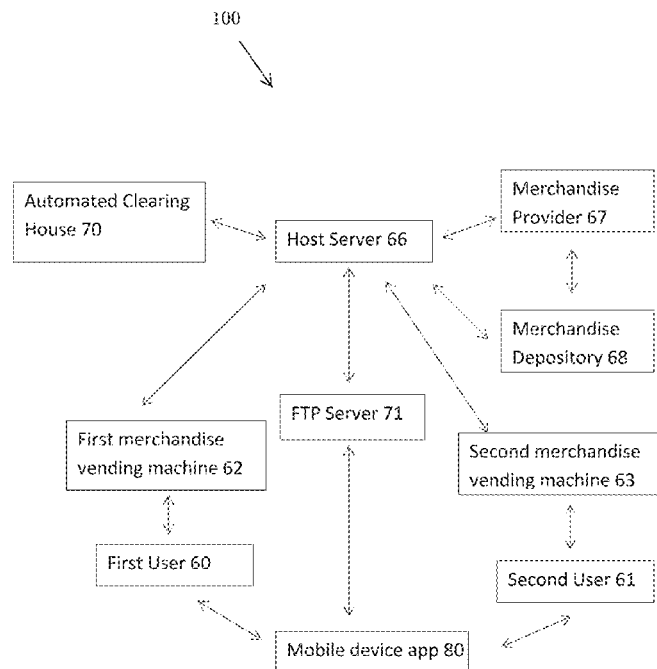 100
Automated Clearing
House 70
Host Server 66
Merchandise
Provider 67
Merchandise
Depository 68
FTP Server 71
First merchandise
vending machine 62
Second merchandise
vending machine 63
First User 60
Second User 61
Mobile device app 80